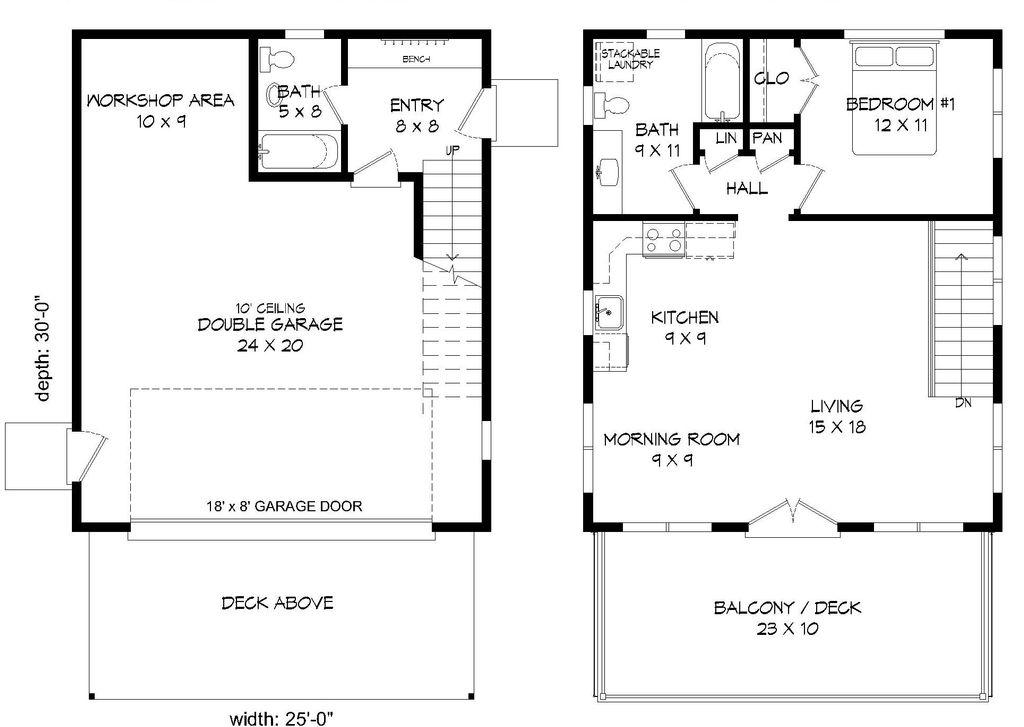 WORKSHOP AREA
10 X 9
BATH
5 X 8
BENCH
ENTRY
8 X 8
UP
10' CEILING
DOUBLE GARAGE
24 X 20
18' x 8' GARAGE DOOR
DECK ABOVE
depth: 30'-0"
width: 25'-0"
STACKABLE
LAUNDRY
BATH
9 X 11
CLO
LIN
PAN
HALL
BEDROOM #1
12 X 11
KITCHEN
9 X 9
LIVING
15 X 18
DN
MORNING ROOM
9 X 9
BALCONY / DECK
23 X 10